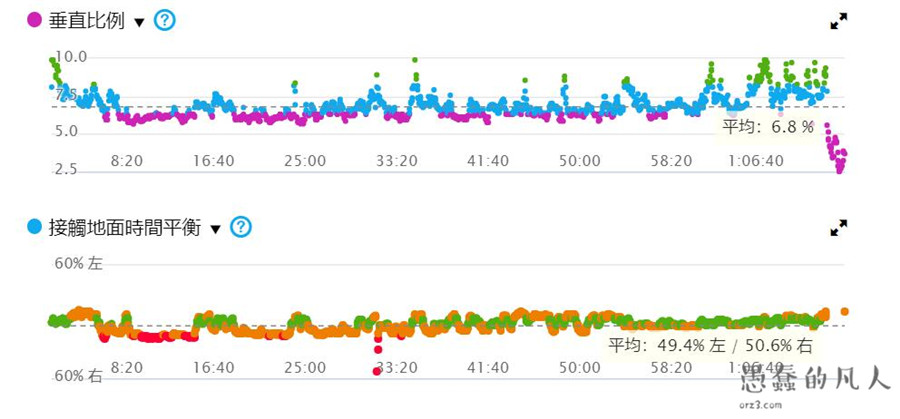 垂直比例 ▼ ?
10.0
7.5
5.0
平均: 6.8 %
2.5
8:20 16:40 25:00 33:20 41:40 50:00 58:20 1:06:40
接觸地面時間平衡 ▼ ?
60% 左
平均: 49.4% 左 / 50.6% 右
60% 右
8:20 16:40 25:00 33:20 41:40 50:00 58:20 1:06:40
愚蠢的凡人
orz3.com